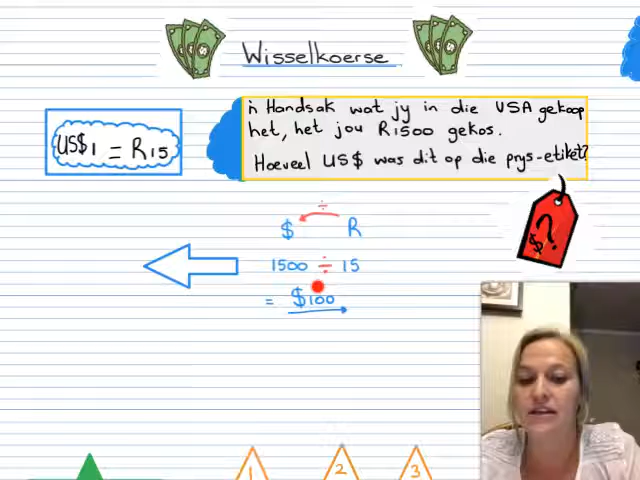 Wisselkoerse
US$1 = R15
'n Handsak wat jy in die USA gekoop
het, het jou R1500 gekos.
Hoeveel US$ was dit op die prys-etiket?
$?
÷
$ R
1500 ÷ 15
= $100
1 2 3